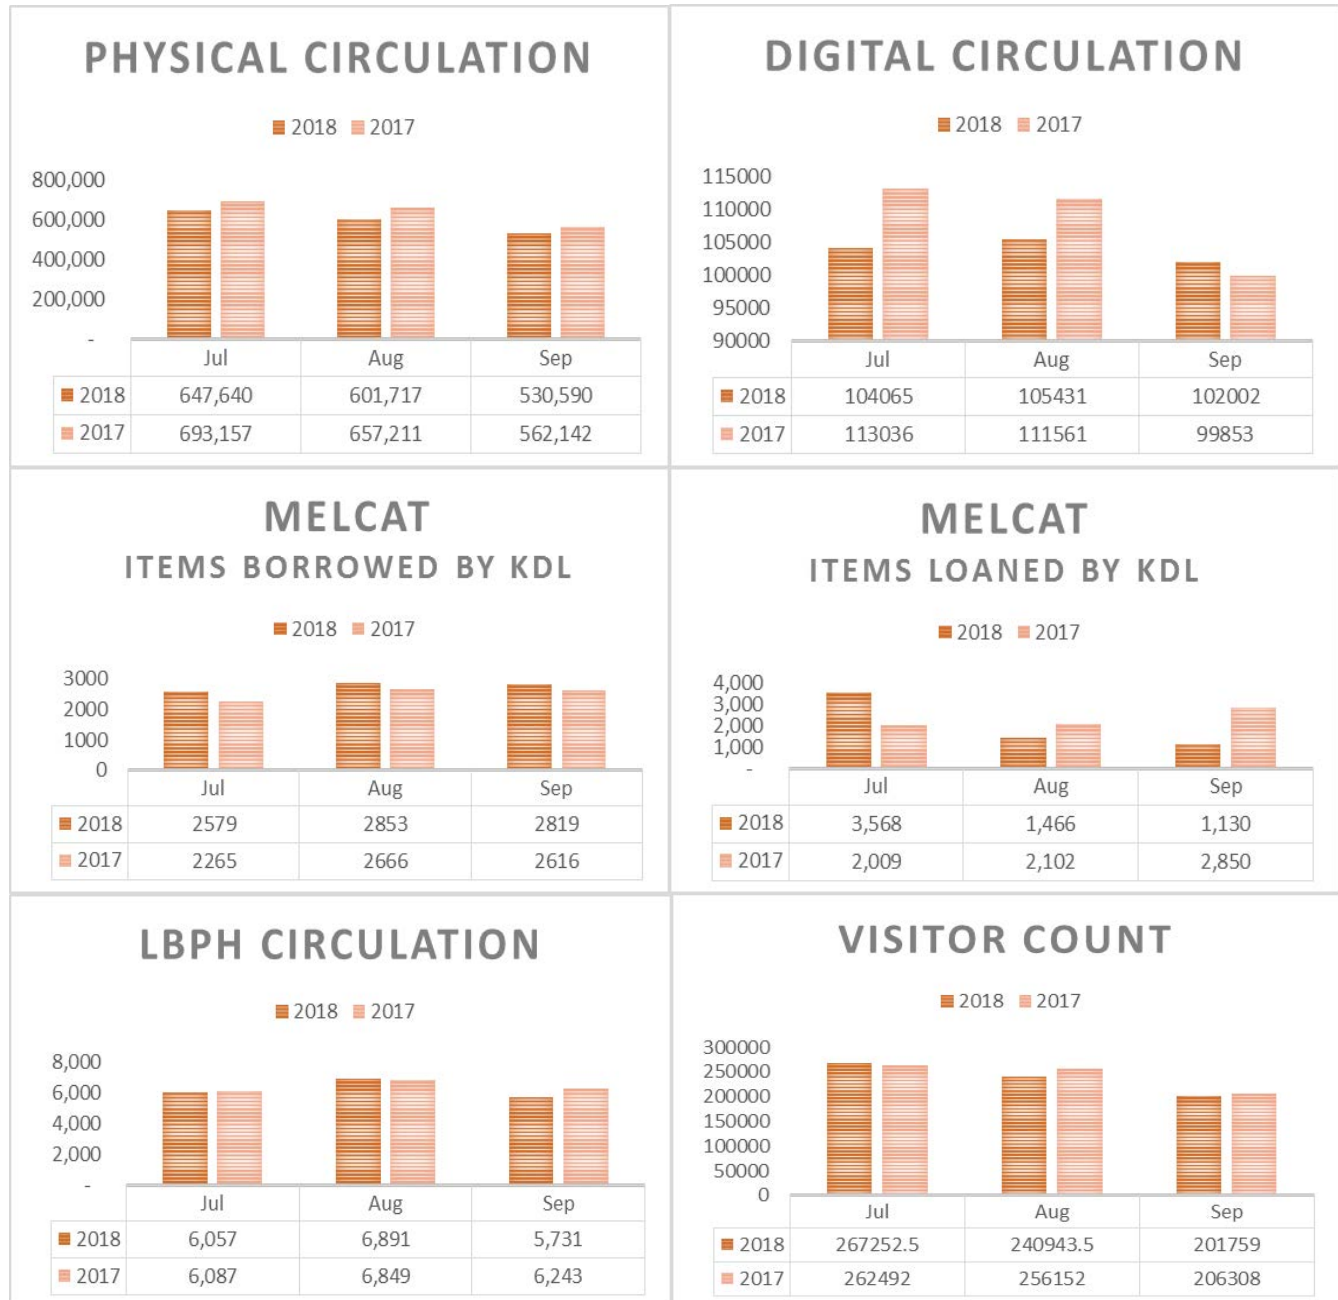 PHYSICAL CIRCULATION
2018 2017
800,000
600,000
400,000
200,000
-
Jul Aug Sep
2018 647,640 601,717 530,590
2017 693,157 657,211 562,142
DIGITAL CIRCULATION
2018 2017
115000
110000
105000
100000
95000
90000
Jul Aug Sep
2018 104065 105431 102002
2017 113036 111561 99853
MELCAT
ITEMS BORROWED BY KDL
2018 2017
3000
2000
1000
0
Jul Aug Sep
2018 2579 2853 2819
2017 2265 2666 2616
MELCAT
ITEMS LOANED BY KDL
2018 2017
4,000
3,000
2,000
1,000
-
Jul Aug Sep
2018 3,568 1,466 1,130
2017 2,009 2,102 2,850
LBPH CIRCULATION
2018 2017
8,000
6,000
4,000
2,000
-
Jul Aug Sep
2018 6,057 6,891 5,731
2017 6,087 6,849 6,243
VISITOR COUNT
2018 2017
300000
250000
200000
150000
100000
50000
0
Jul Aug Sep
2018 267252.5 240943.5 201759
2017 262492 256152 206308